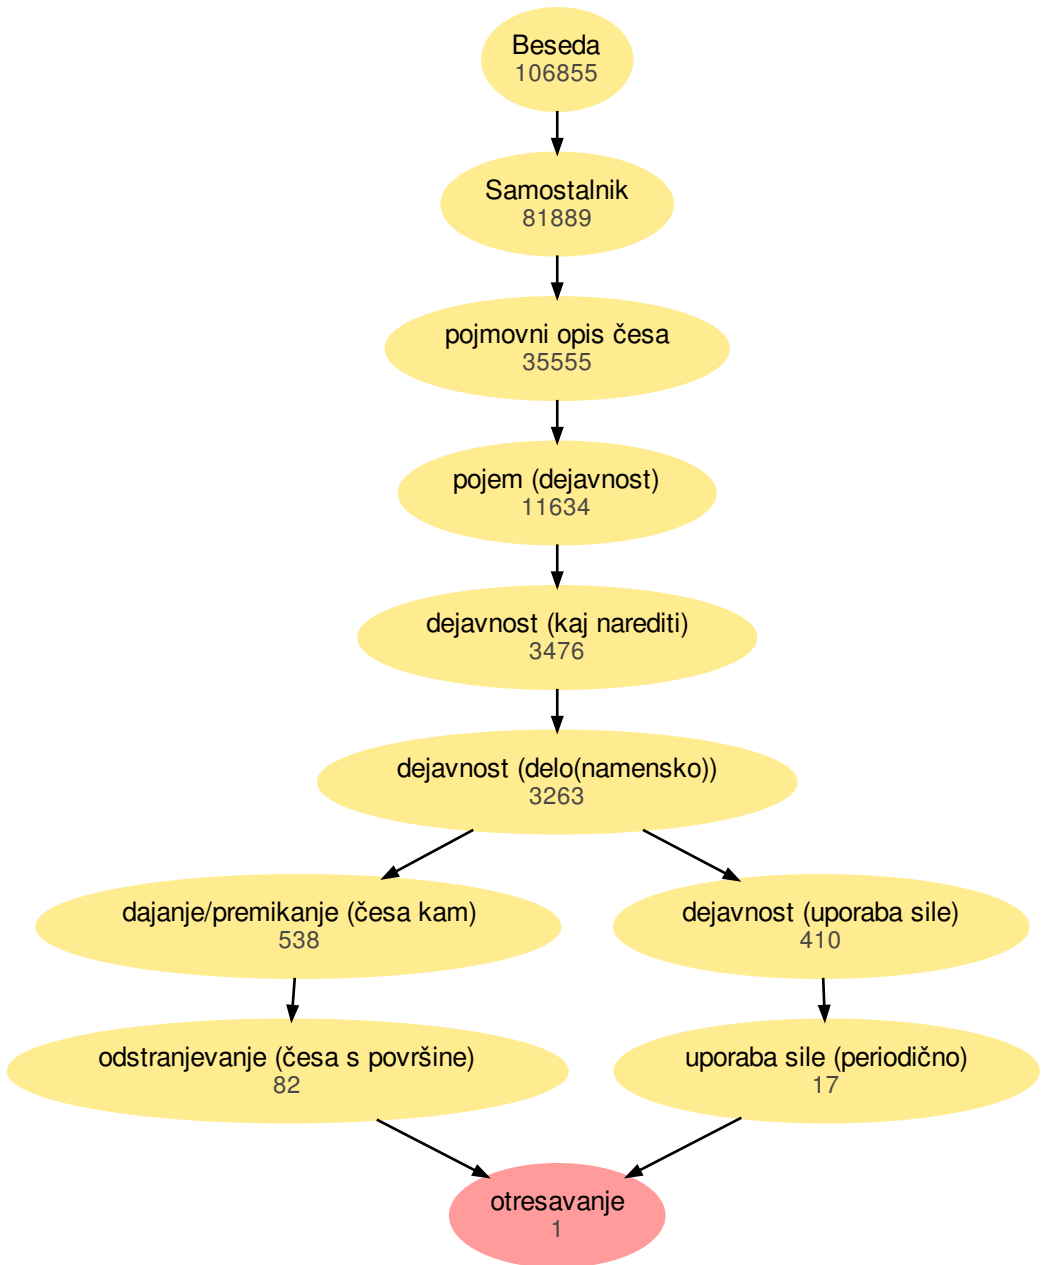 Beseda
106855
Samostalnik
81889
pojmovni opis česa
35555
pojem (dejavnost)
11634
dejavnost (kaj narediti)
3476
dejavnost (delo(namensko))
3263
dajanje/premikanje (česa kam)
538
dejavnost (uporaba sile)
410
odstranjevanje (česa s površine)
82
uporaba sile (periodično)
17
otresavanje
1